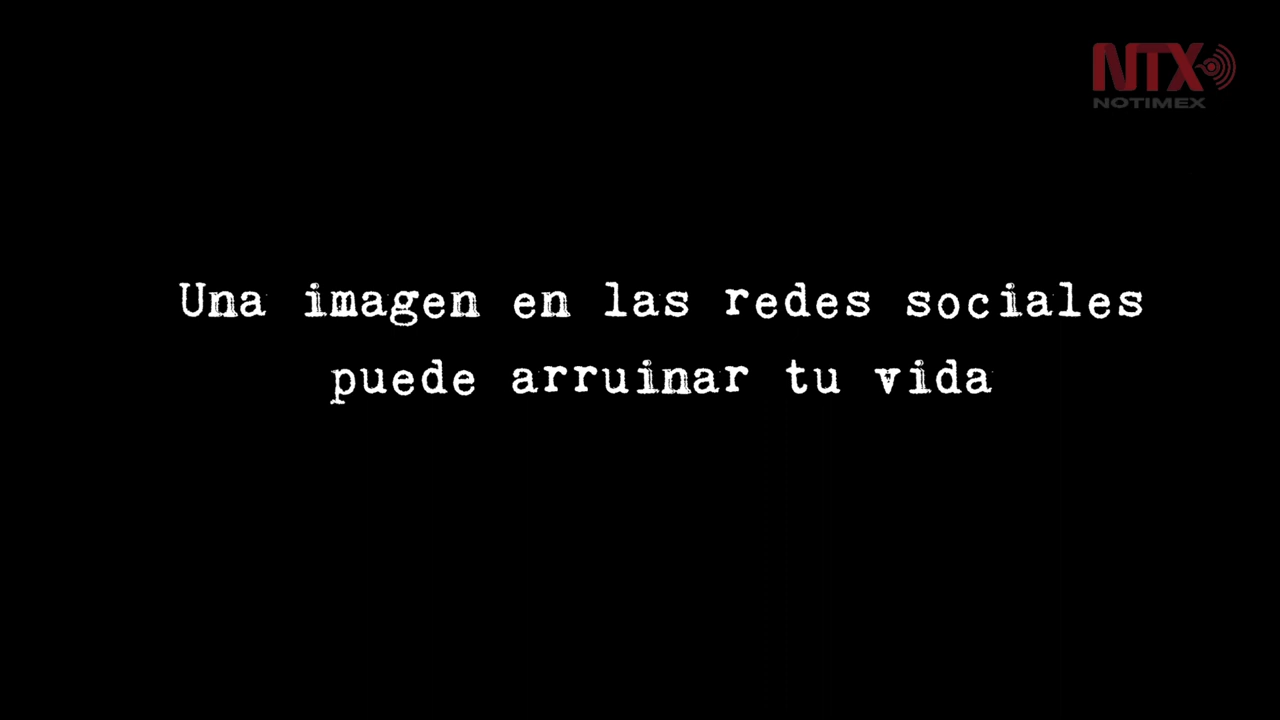 NTX
NOTIMEX
Una imagen en las redes sociales
puede arruinar tu vida